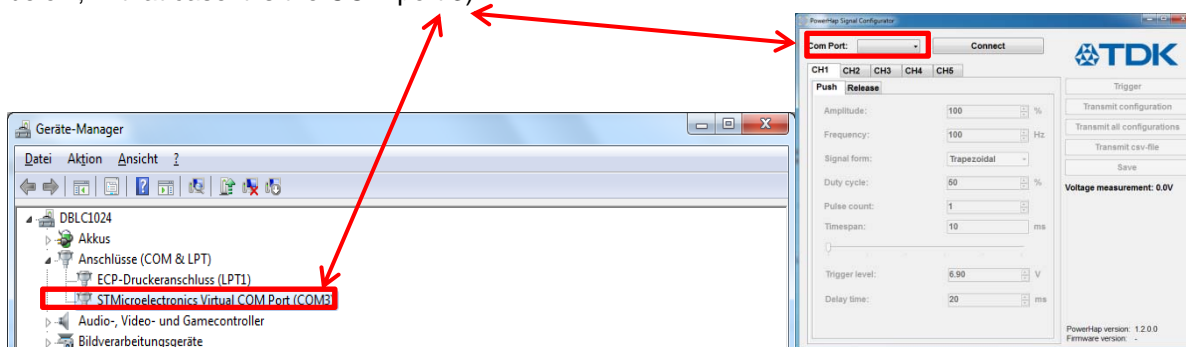 PowerHap Signal Configurator
Com Port:
Connect
TDK
CH1 CH2 CH3 CH4 CH5
Push Release
Trigger
Amplitude: 100 %
Transmit configuration
Frequency: 100 Hz
Transmit all configurations
Signal form: Trapezoidal
Transmit csv-file
Save
Duty cycle: 50 %
Voltage measurement: 0.0V
Pulse count: 1
Timespan: 10 ms
Trigger level: 6.90 V
Delay time: 20 ms
PowerHap version: 1.2.0.0
Firmware version: -
Geräte-Manager
Datei Aktion Ansicht ?
DBLC1024
Akkus
Anschlüsse (COM & LPT)
ECP-Druckeranschluss (LPT1)
STMicroelectronics Virtual COM Port (COM3)
Audio-, Video- und Gamecontroller
Bildverarbeitungsgeräte